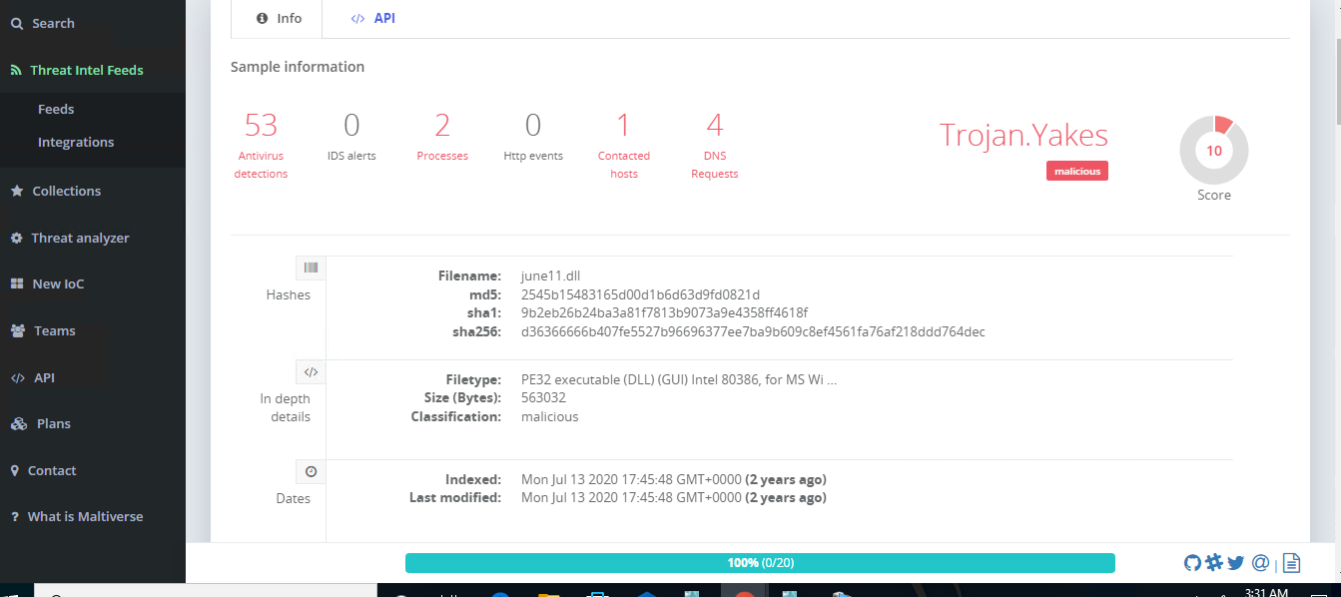 Search
Threat Intel Feeds
Feeds
Integrations
Collections
Threat analyzer
New IoC
Teams
API
Plans
Contact
What is Maltiverse
Info
API
Sample information
53
Antivirus
detections
0
IDS alerts
2
Processes
0
Http events
1
Contacted
hosts
4
DNS
Requests
Trojan.Yakes
malicious
10
Score
Hashes
Filename: june11.dll
md5: 2545b15483165d00d1b6d63d9fd0821d
sha1: 9b2eb26b24ba3a81f7813b9073a9e4358ff4618f
sha256: d36366666b407fe5527b96696377ee7ba9b609c8ef4561fa76af218ddd764dec
In depth
details
Filetype: PE32 executable (DLL) (GUI) Intel 80386, for MS Wi ...
Size (Bytes): 563032
Classification: malicious
Dates
Indexed: Mon Jul 13 2020 17:45:48 GMT+0000 (2 years ago)
Last modified: Mon Jul 13 2020 17:45:48 GMT+0000 (2 years ago)
100% (0/20)
3:31 AM